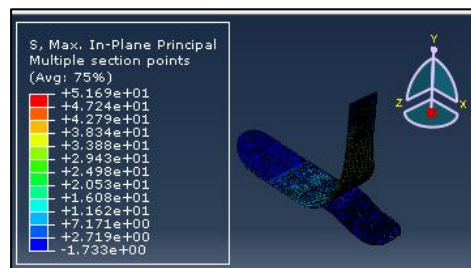 S, Max. In-Plane Principal
Multiple section points
(Avg: 75%)
+5.169e+01
+4.724e+01
+4.279e+01
+3.834e+01
+3.388e+01
+2.943e+01
+2.498e+01
+2.053e+01
+1.608e+01
+1.162e+01
+7.171e+00
+2.719e+00
-1.733e+00
Y
Z
X